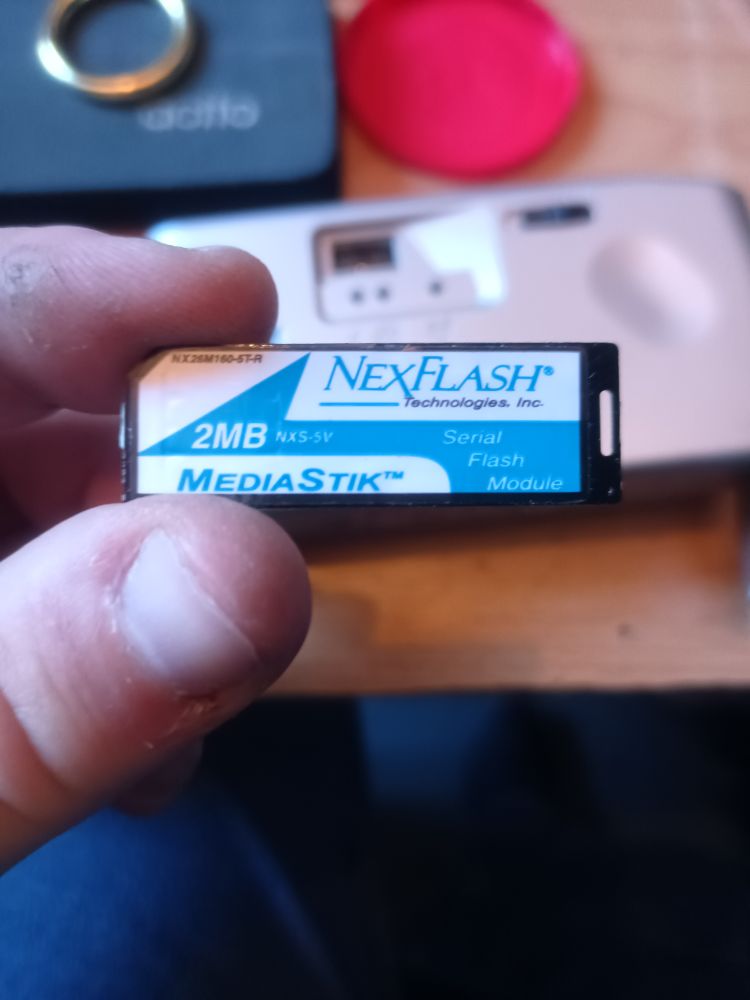 NX26M160-5T-R
NEXFLASH®
Technologies, Inc.
2MB NXS-5V
Serial
Flash
Module
MEDIASTIK™